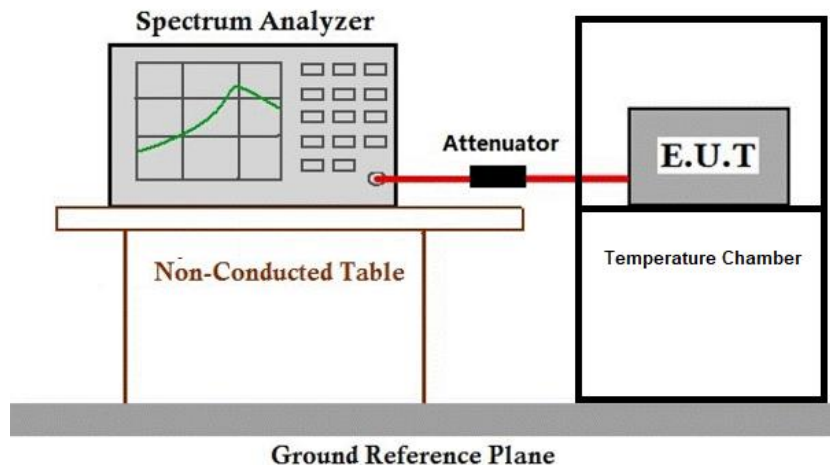 Spectrum Analyzer
Attenuator
E.U.T
Non-Conducted Table
Temperature Chamber
Ground Reference Plane